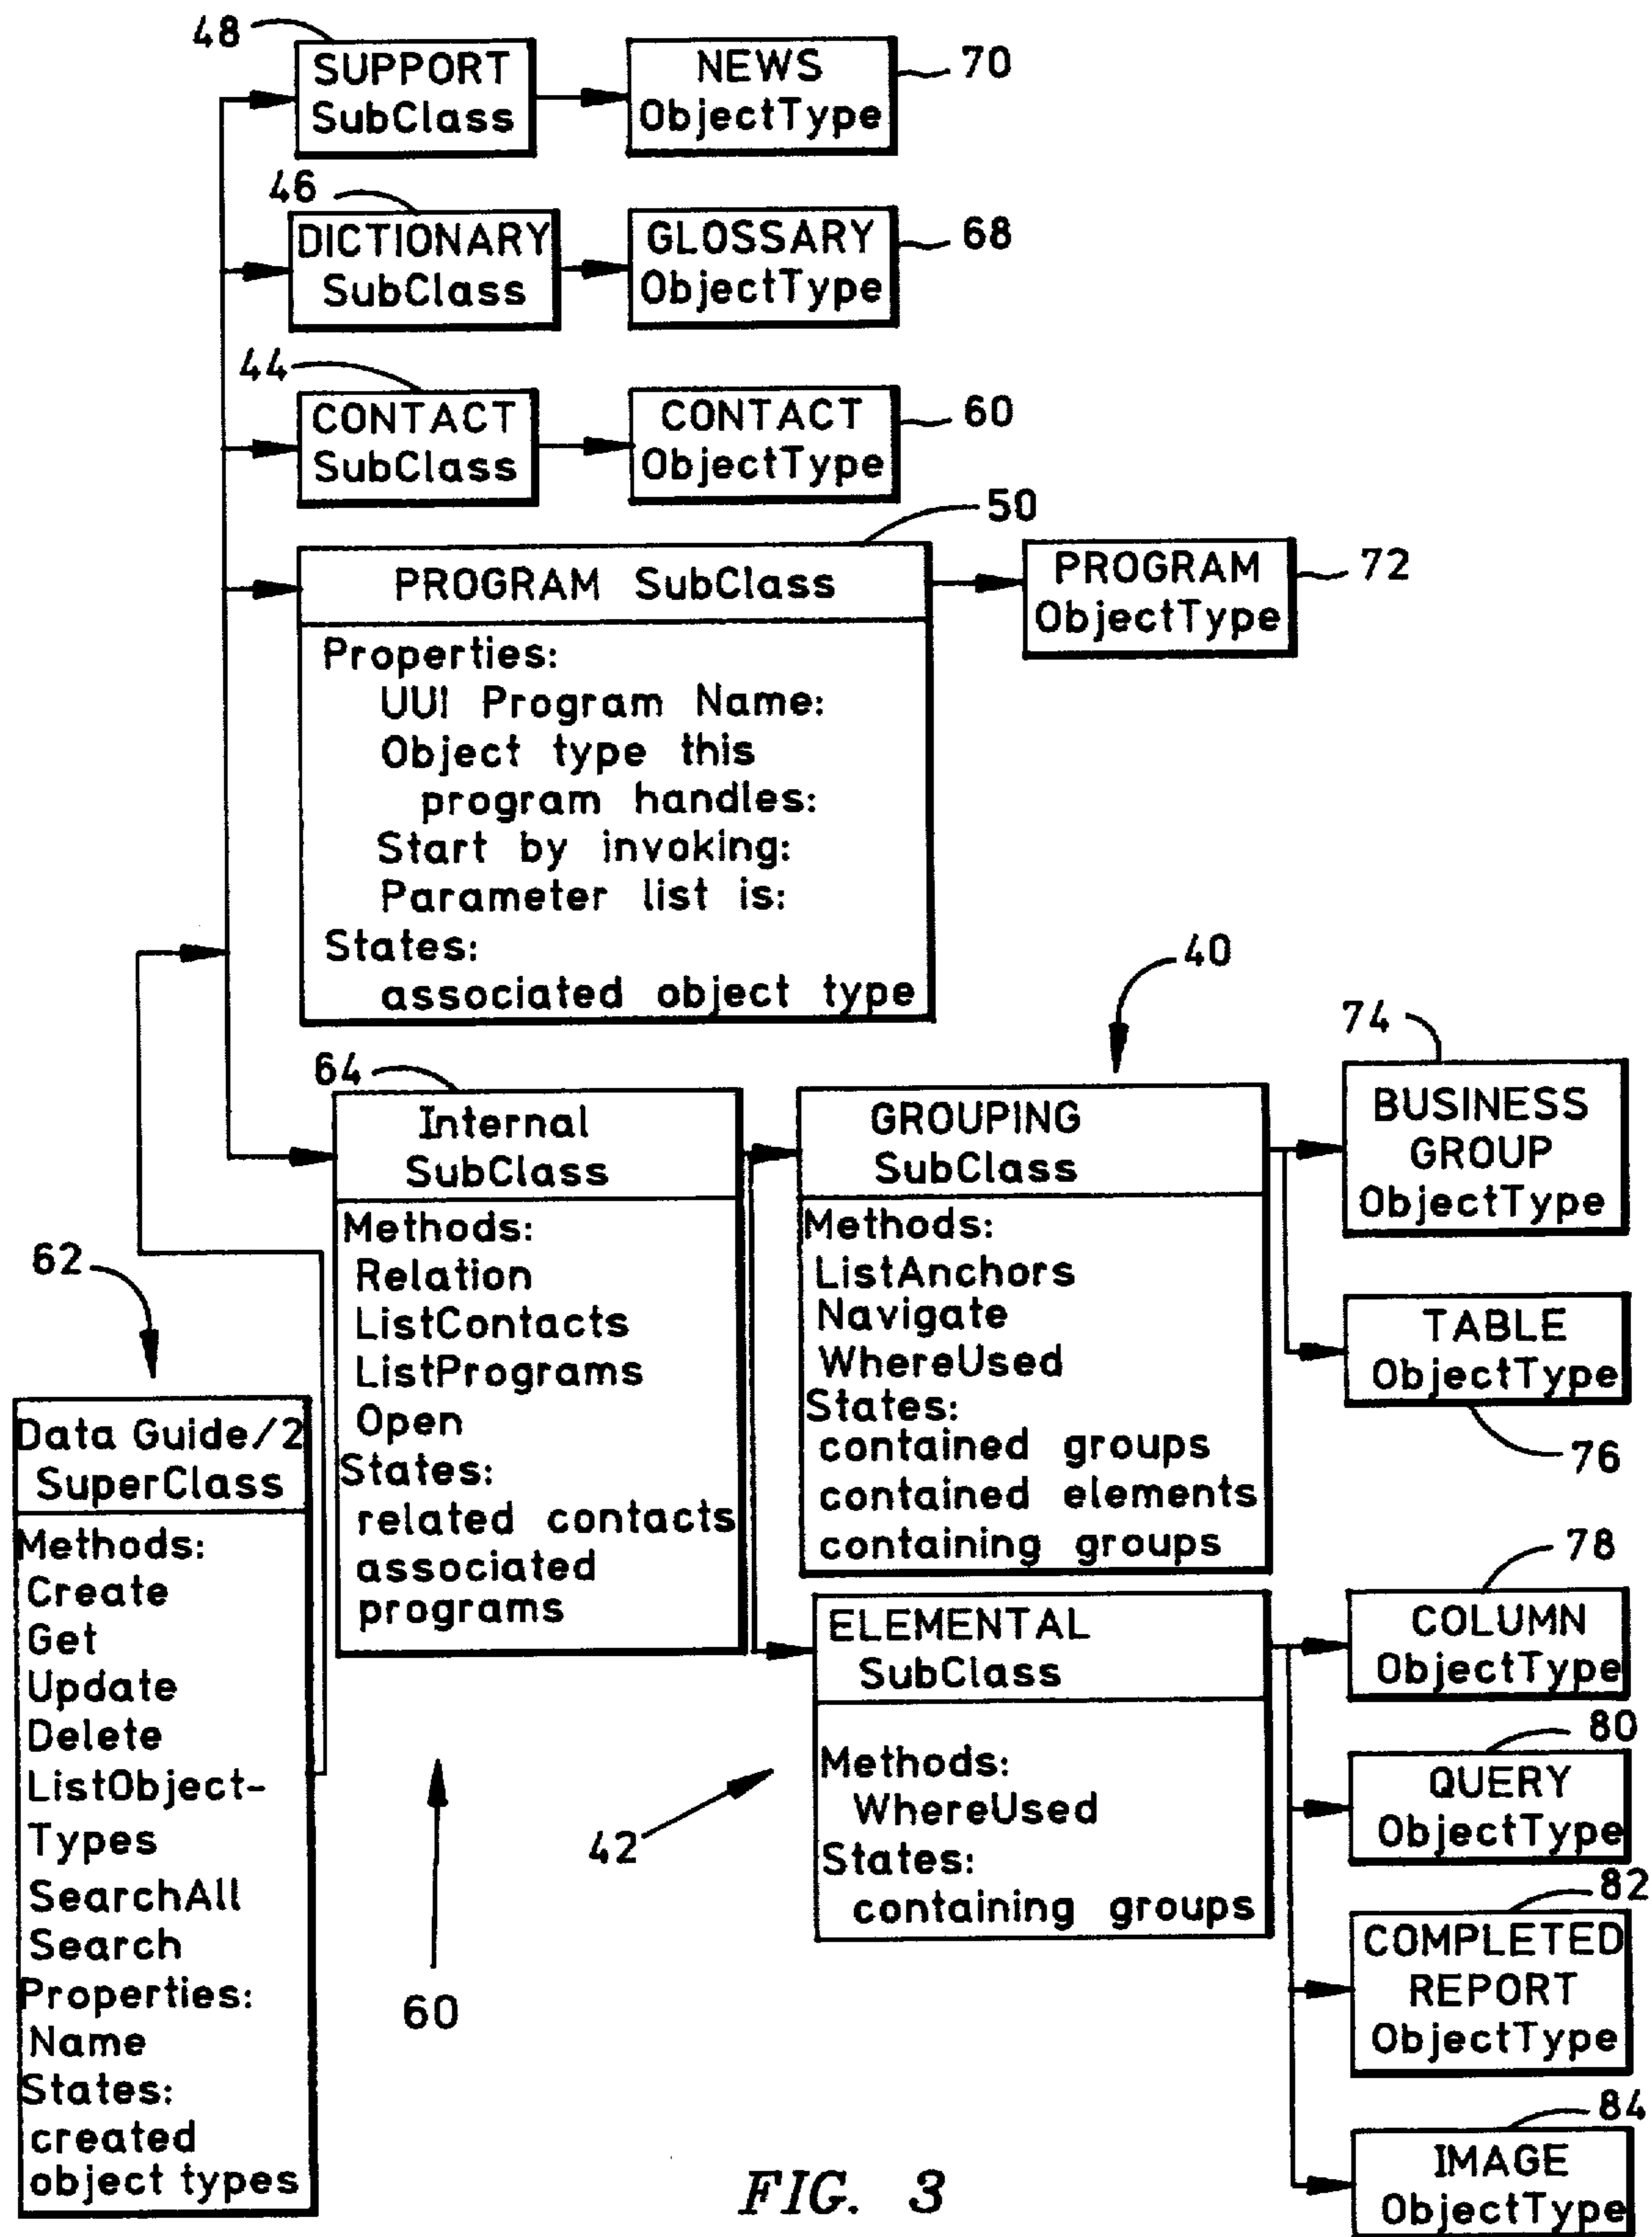 48
SUPPORT
SubClass
NEWS
ObjectType
70
46
DICTIONARY
SubClass
GLOSSARY
ObjectType
68
44
CONTACT
SubClass
CONTACT
ObjectType
60
50
PROGRAM SubClass
Properties:
UUI Program Name:
Object type this
program handles:
Start by invoking:
Parameter list is:
States:
associated object type
PROGRAM
ObjectType
72
40
64
Internal
SubClass
Methods:
Relation
ListContacts
ListPrograms
Open
States:
related contacts
associated
programs
GROUPING
SubClass
Methods:
ListAnchors
Navigate
WhereUsed
States:
contained groups
contained elements
containing groups
74
BUSINESS
GROUP
ObjectType
TABLE
ObjectType
76
62
Data Guide/2
SuperClass
Methods:
Create
Get
Update
Delete
ListObject-
Types
SearchAll
Search
Properties:
Name
States:
created
object types
60
42
ELEMENTAL
SubClass
Methods:
WhereUsed
States:
containing groups
78
COLUMN
ObjectType
80
QUERY
ObjectType
82
COMPLETED
REPORT
ObjectType
84
IMAGE
ObjectType
FIG. 3